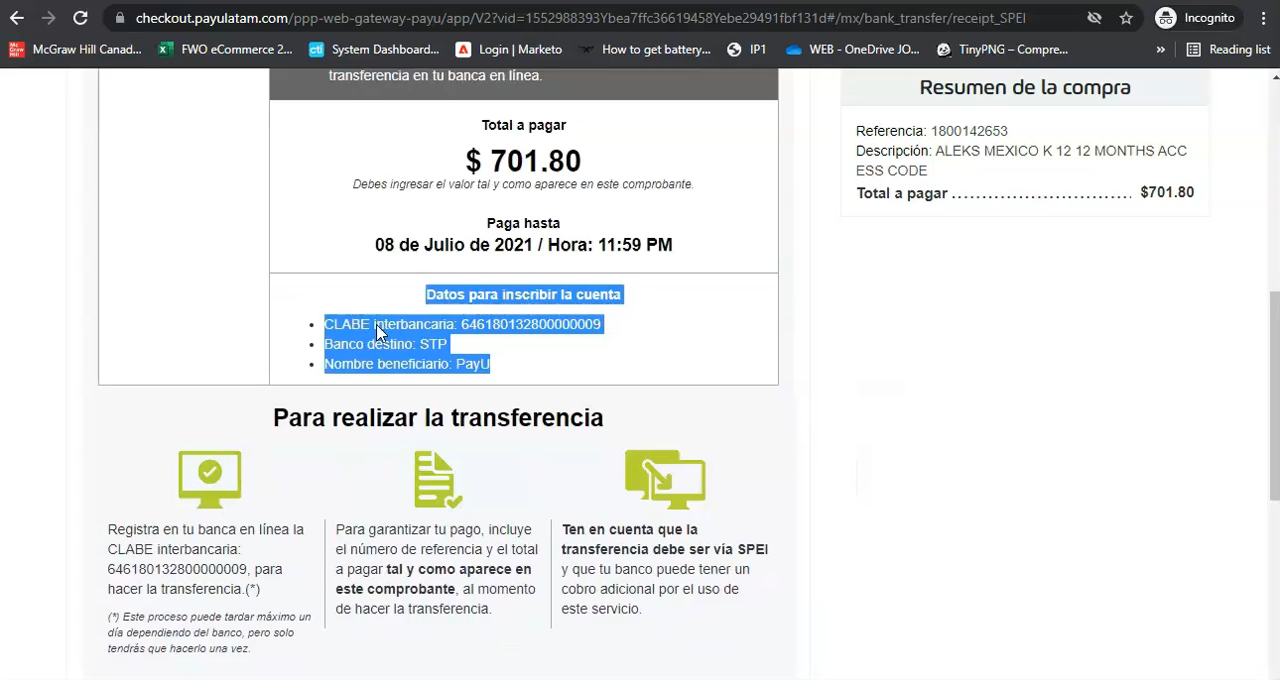 checkout.payulatam.com/ppp-web-gateway-payu/app/V2?vid=1552988393Ybea7ffc36619458Yebe29491fbf131d#/mx/bank_transfer/receipt_SPEI
Incognito
Mc Graw Hill
McGraw Hill Canad...
FWO eCommerce 2...
ctl
System Dashboard...
Login | Marketo
How to get battery...
IP1
WEB - OneDrive JO...
TinyPNG – Compre...
»
Reading list
transferencia en tu banca en línea.
Total a pagar
$ 701.80
Debes ingresar el valor tal y como aparece en este comprobante.
Paga hasta
08 de Julio de 2021 / Hora: 11:59 PM
Datos para inscribir la cuenta
• CLABE interbancaria: 646180132800000009
• Banco destino: STP
• Nombre beneficiario: PayU
Resumen de la compra
Referencia: 1800142653
Descripción: ALEKS MEXICO K 12 12 MONTHS ACC
ESS CODE
Total a pagar ................................ $701.80
Para realizar la transferencia
Registra en tu banca en línea la
CLABE interbancaria:
646180132800000009, para
hacer la transferencia.(*)
(*) Este proceso puede tardar máximo un
día dependiendo del banco, pero solo
tendrás que hacerlo una vez.
Para garantizar tu pago, incluye
el número de referencia y el total
a pagar tal y como aparece en
este comprobante, al momento
de hacer la transferencia.
Ten en cuenta que la
transferencia debe ser vía SPEI
y que tu banco puede tener un
cobro adicional por el uso de
este servicio.